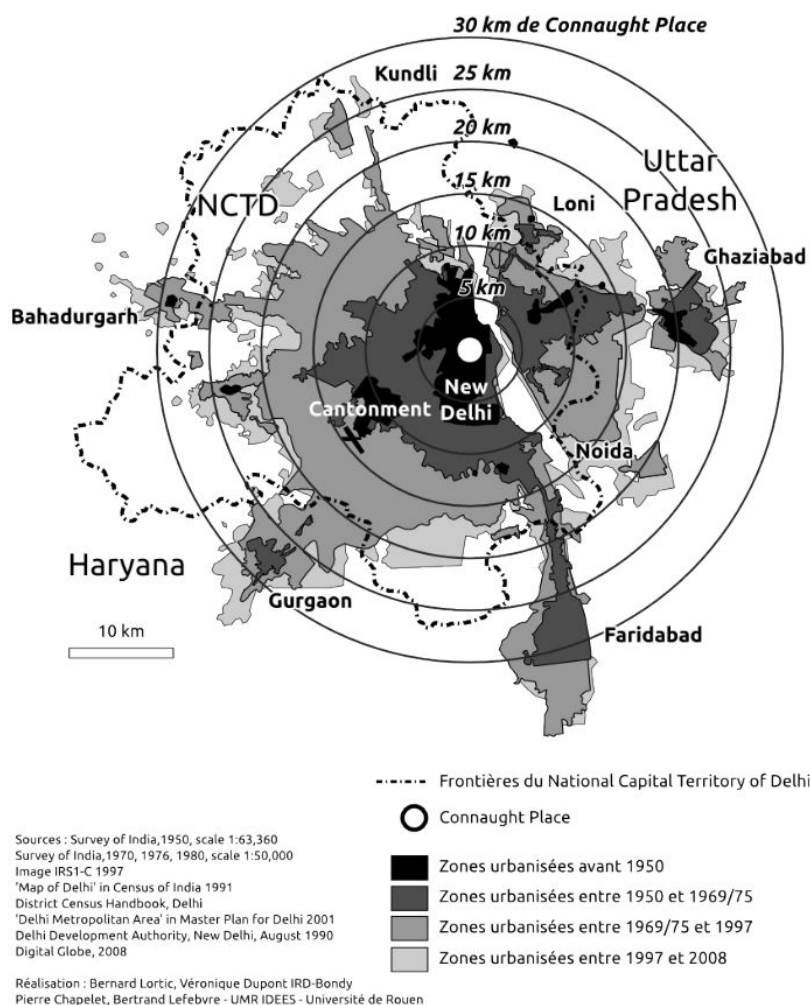 30 km de Connaught Place
Kundli
25 km
20 km
Uttar
Pradesh
15 km
NCTD
Loni
10 km
Ghaziabad
5 km
Bahadurgarh
New
Delhi
Cantonment
Noida
Haryana
Gurgaon
10 km
Faridabad
Frontières du National Capital Territory of Delhi
Connaught Place
Sources : Survey of India,1950, scale 1:63,360
Survey of India,1970, 1976, 1980, scale 1:50,000
Image IRS1-C 1997
'Map of Delhi' in Census of India 1991
District Census Handbook, Delhi
'Delhi Metropolitan Area' in Master Plan for Delhi 2001
Delhi Development Authority, New Delhi, August 1990
Digital Globe, 2008
Zones urbanisées avant 1950
Zones urbanisées entre 1950 et 1969/75
Zones urbanisées entre 1969/75 et 1997
Zones urbanisées entre 1997 et 2008
Réalisation : Bernard Lortic, Véronique Dupont IRD-Bondy
Pierre Chapelet, Bertrand Lefebvre - UMR IDEES - Université de Rouen